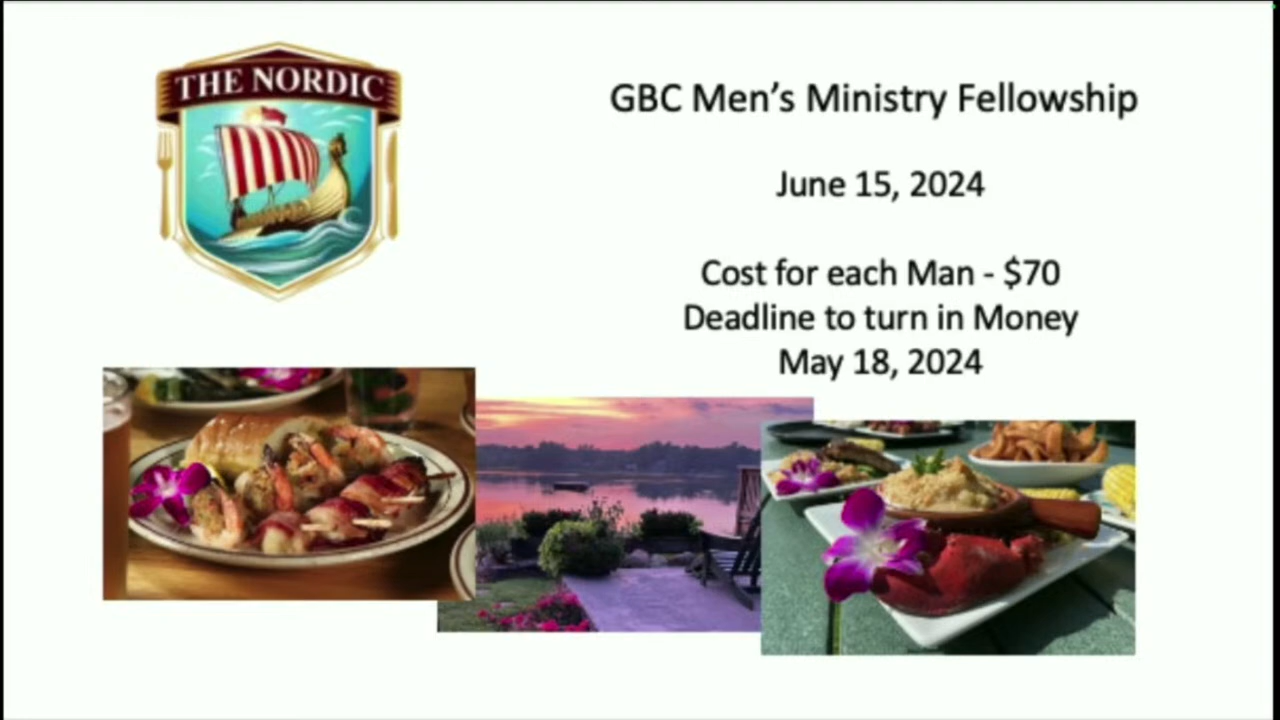 THE NORDIC
GBC Men's Ministry Fellowship
June 15, 2024
Cost for each Man - $70
Deadline to turn in Money
May 18, 2024